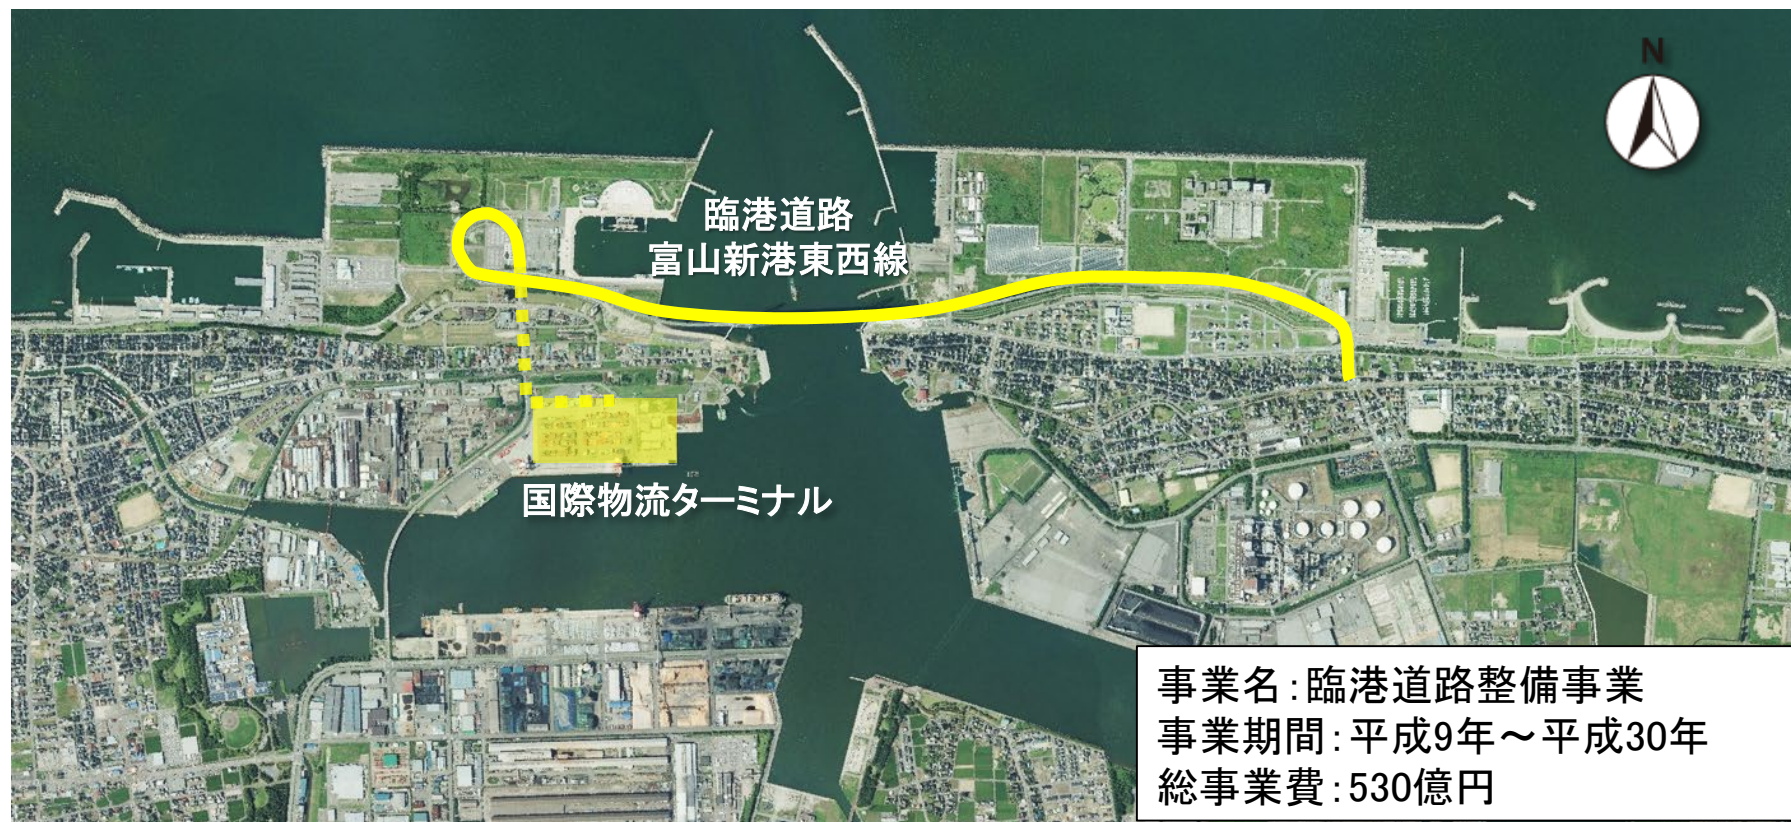 N
臨港道路
富山新港東西線
国際物流ターミナル
事業名：臨港道路整備事業
事業期間：平成9年～平成30年
総事業費：530億円